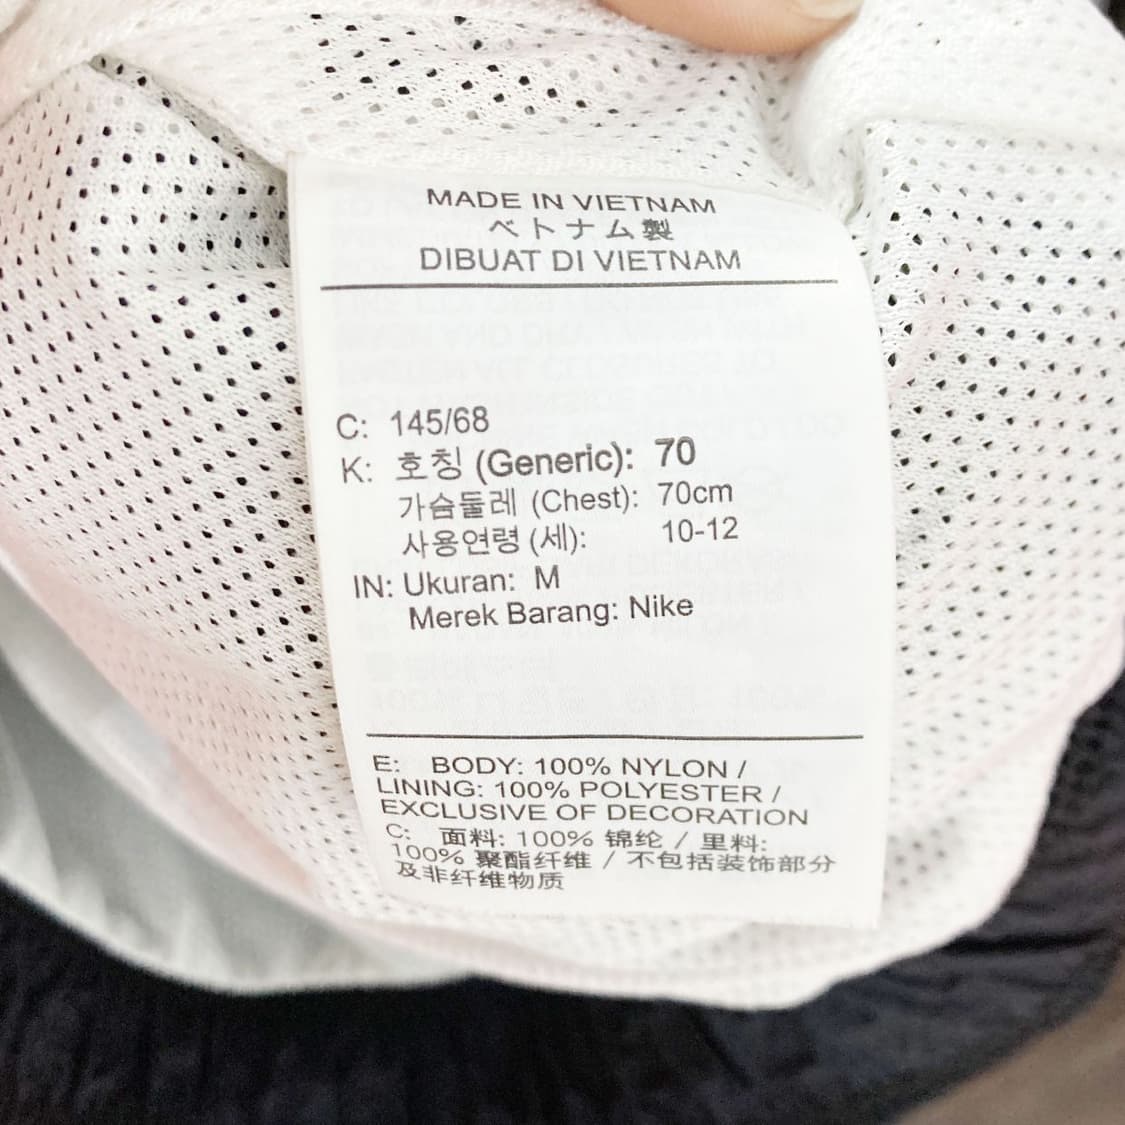 MADE IN VIETNAM
ベトナム製
DIBUAT DI VIETNAM
C: 145/68
K: 호칭 (Generic): 70
가슴둘레 (Chest): 70cm
사용연령 (세): 10-12
IN: Ukuran: M
Merek Barang: Nike
E: BODY: 100% NYLON /
LINING: 100% POLYESTER /
EXCLUSIVE OF DECORATION
C: 面料: 100% 锦纶 / 里料:
100% 聚酯纤维 / 不包括装饰部分
及非纤维物质